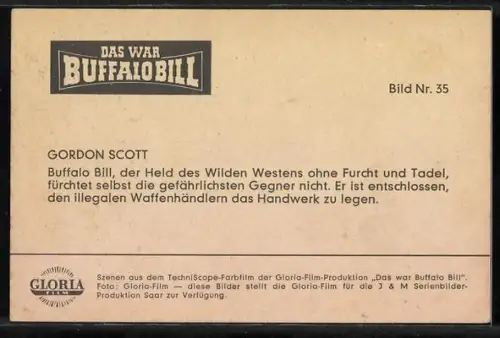 DAS WAR
BUFFALO BILL
Bild Nr. 35
GORDON SCOTT
Buffalo Bill, der Held des Wilden Westens ohne Furcht und Tadel,
fürchtet selbst die gefährlichsten Gegner nicht. Er ist entschlossen,
den illegalen Waffenhändlern das Handwerk zu legen.
GLORIA
FILM
Szenen aus dem TechniScope-Farbfilm der Gloria-Film-Produktion „Das war Buffalo Bill".
Foto: Gloria-Film — diese Bilder stellt die Gloria-Film für die J & M Serienbilder-
Produktion Saar zur Verfügung.